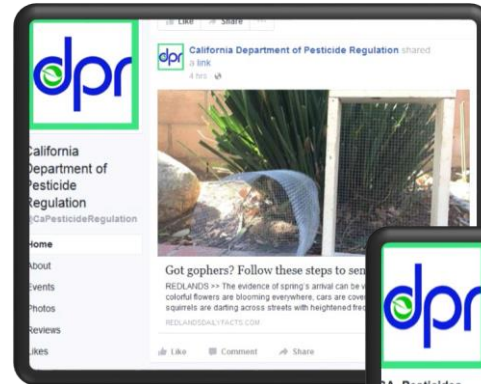 Like Share
dpr
California Department of Pesticide Regulation shared
a link
4 hrs
dpr
California
Department of
Pesticide
Regulation
@CaPesticideRegulation
Home
About
Events
Photos
Reviews
Likes
Got gophers? Follow these steps to sen
REDLANDS >> The evidence of spring's arrival can be
colorful flowers are blooming everywhere, cars are cove
squirrels are darting across streets with heightened freq
REDLANDSDAILYFACTS.COM
Like Comment Share
dpr